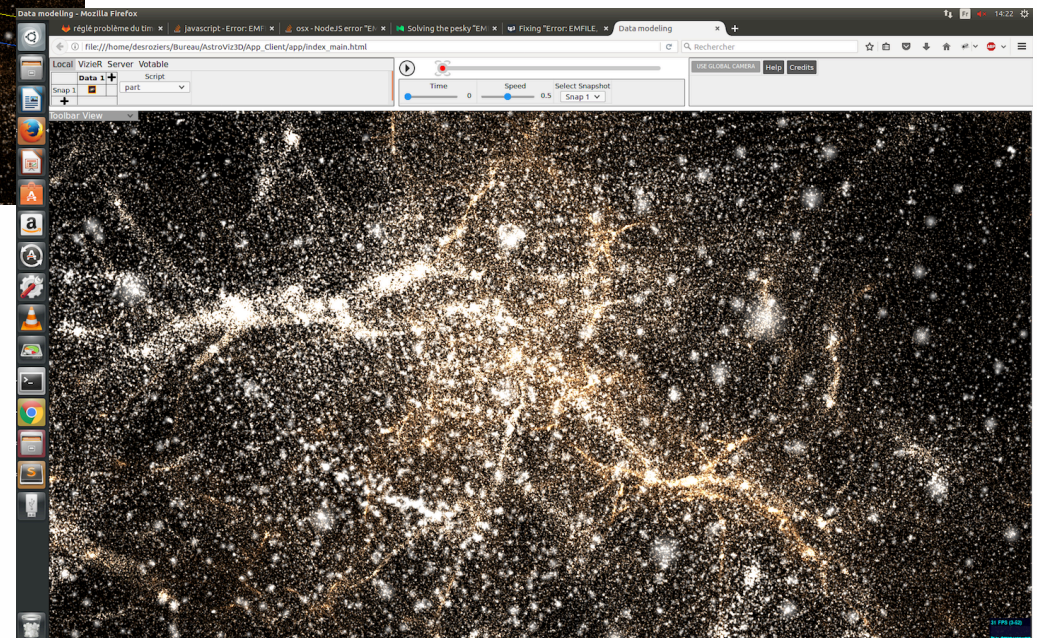 Data modeling - Mozilla Firefox
Fr
14:22
réglé problème du tim
javascript - Error: EMFI
osx - NodeJS error "EM
Solving the pesky "EM
Fixing "Error: EMFILE,
Data modeling
file:///home/desroziers/Bureau/AstroViz3D/App_Client/app/index_main.html
Rechercher
Local VizieR Server Votable
Data 1
Script
Snap 1
part
Time
0
Speed
0.5
Select Snapshot
Snap 1
USE GLOBAL CAMERA
Help
Credits
Toolbar View